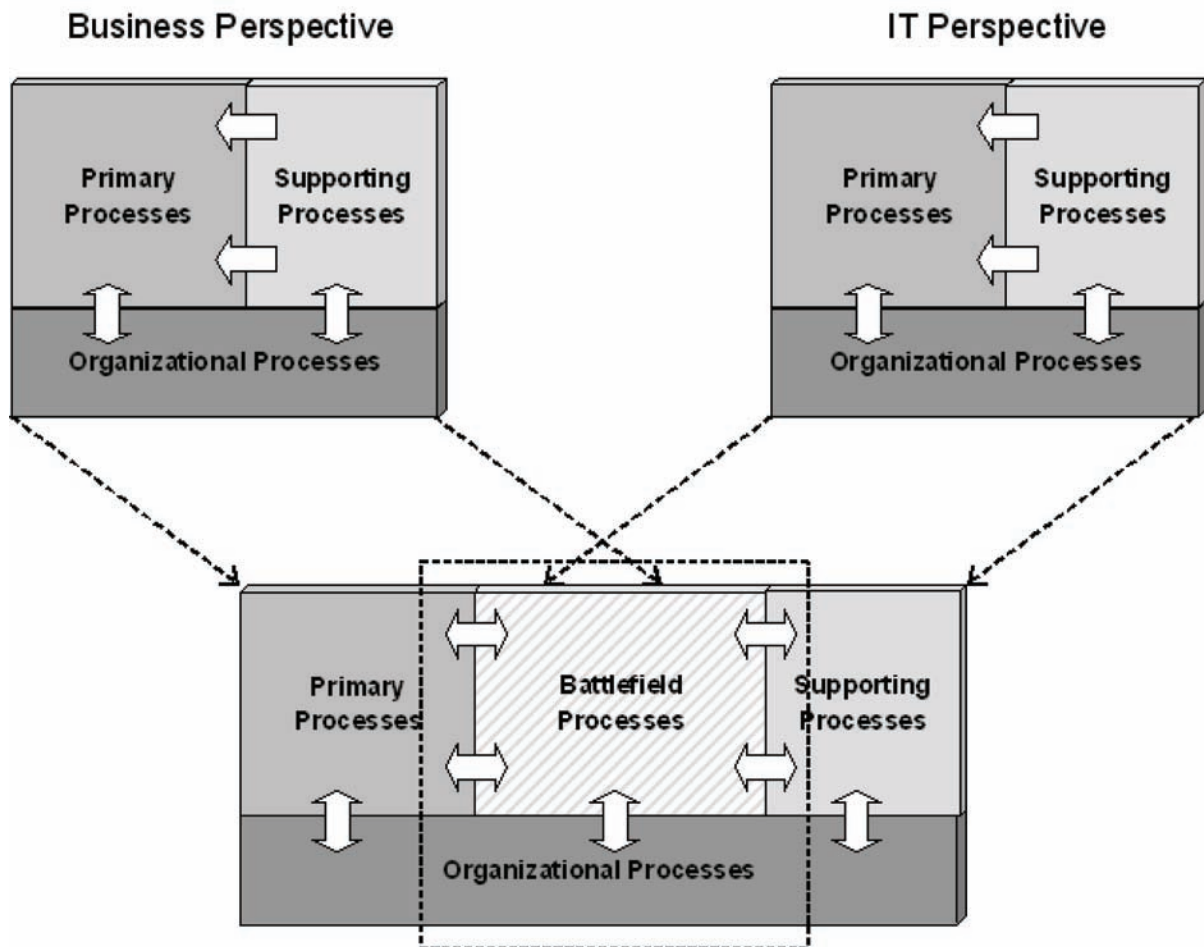 Business Perspective
IT Perspective
Primary
Processes
Supporting
Processes
Organizational Processes
Primary
Processes
Supporting
Processes
Organizational Processes
Primary
Processes
Battlefield
Processes
Supporting
Processes
Organizational Processes